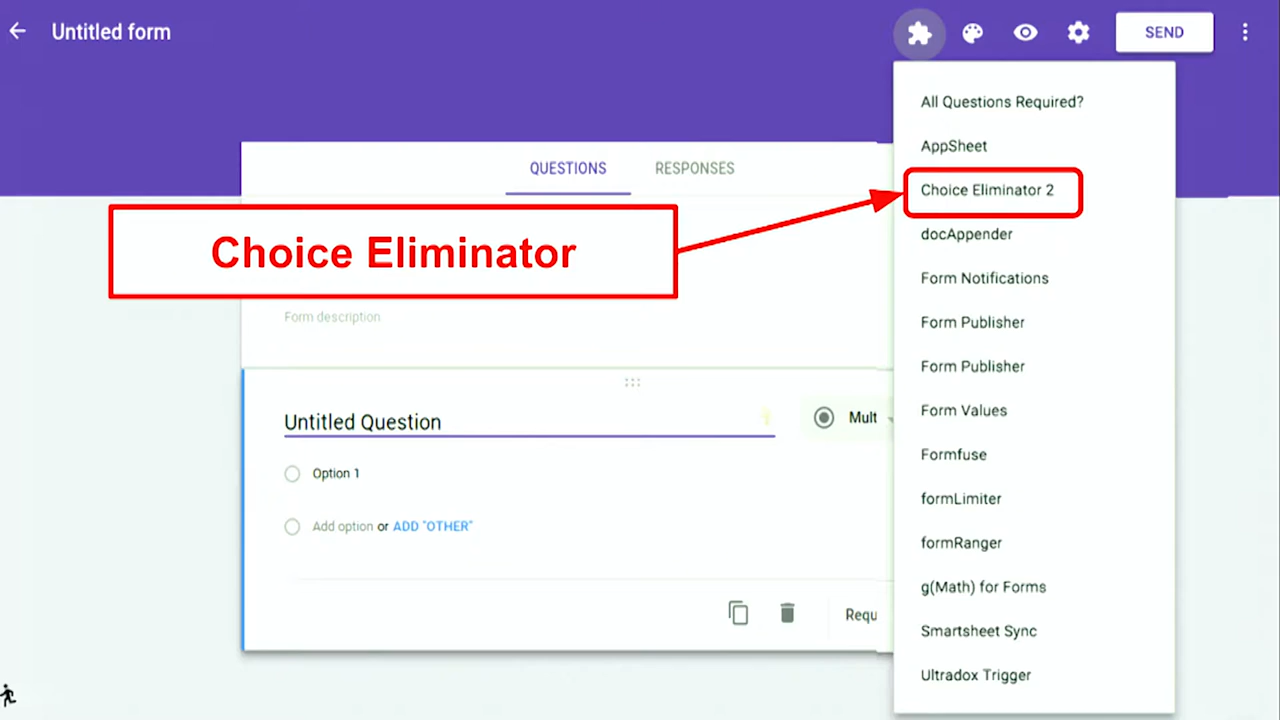 Untitled form
SEND
All Questions Required?
AppSheet
QUESTIONS
RESPONSES
Choice Eliminator 2
Choice Eliminator
docAppender
Form Notifications
Form description
Form Publisher
Form Publisher
Untitled Question
Mult
Form Values
Formfuse
Option 1
formLimiter
Add option or ADD "OTHER"
formRanger
g(Math) for Forms
Requ
Smartsheet Sync
Ultradox Trigger